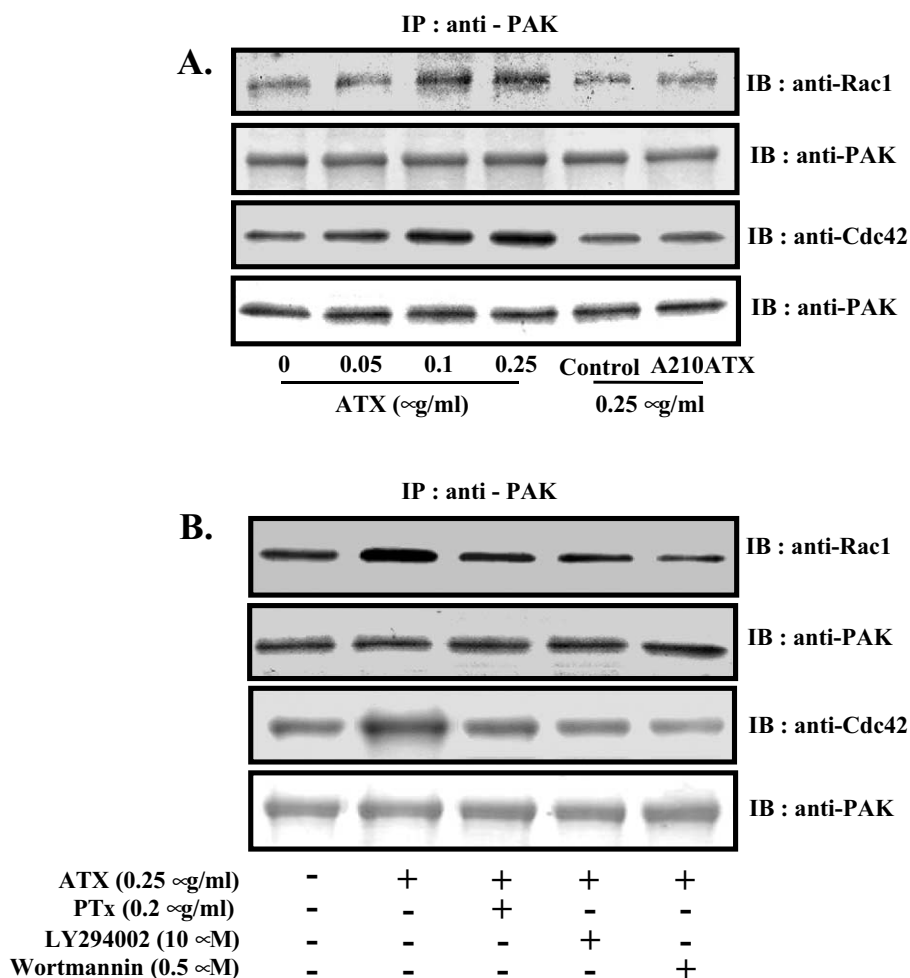 IP : anti - PAK
A.
IB : anti-Rac1
IB : anti-PAK
IB : anti-Cdc42
IB : anti-PAK
0 0.05 0.1 0.25 Control A210ATX
ATX (∝g/ml) 0.25 ∝g/ml
IP : anti - PAK
B.
IB : anti-Rac1
IB : anti-PAK
IB : anti-Cdc42
IB : anti-PAK
ATX (0.25 ∝g/ml) - + + + +
PTx (0.2 ∝g/ml) - - + - -
LY294002 (10 ∝M) - - - + -
Wortmannin (0.5 ∝M) - - - - +